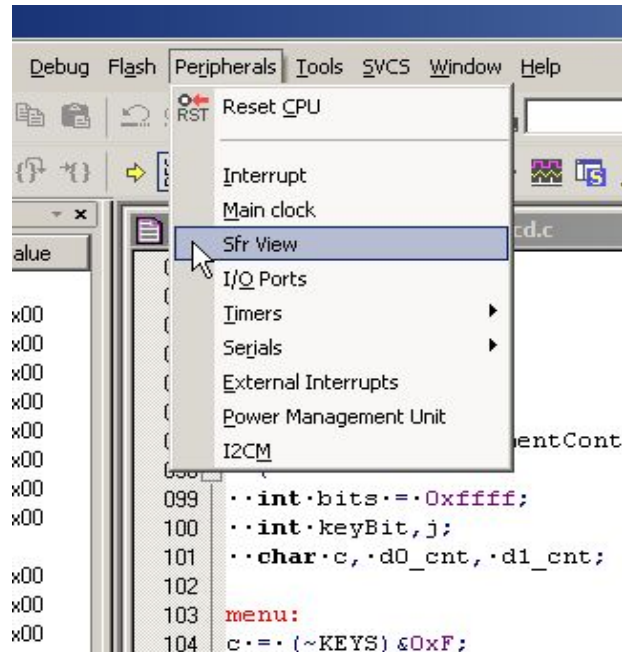 Debug Flash Peripherals Tools SVCS Window Help
RST Reset CPU
Interrupt
Main clock
cd.c
alue
Sfr View
I/O Ports
x00
Timers
x00
Serials
x00
External Interrupts
x00
Power Management Unit
x00
entCont
I2CM
x00
x00
099 ··int·bits·=·0xffff;
x00
100 ··int·keyBit,j;
101 ··char·c,·d0_cnt,·d1_cnt;
x00
102
x00
103 menu:
x00
104 c·=·(~KEYS)&0xF;